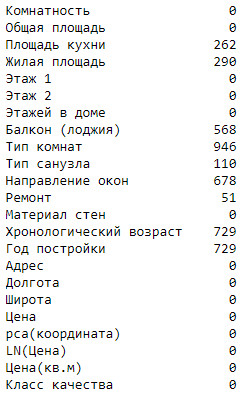 Комнатность 0
Общая площадь 0
Площадь кухни 262
Жилая площадь 290
Этаж 1 0
Этаж 2 0
Этажей в доме 0
Балкон (лоджия) 568
Тип комнат 946
Тип санузла 110
Направление окон 678
Ремонт 51
Материал стен 0
Хронологический возраст 729
Год постройки 729
Адрес 0
Долгота 0
Широта 0
Цена 0
pca(координата) 0
LN(Цена) 0
Цена(кв.м) 0
Класс качества 0